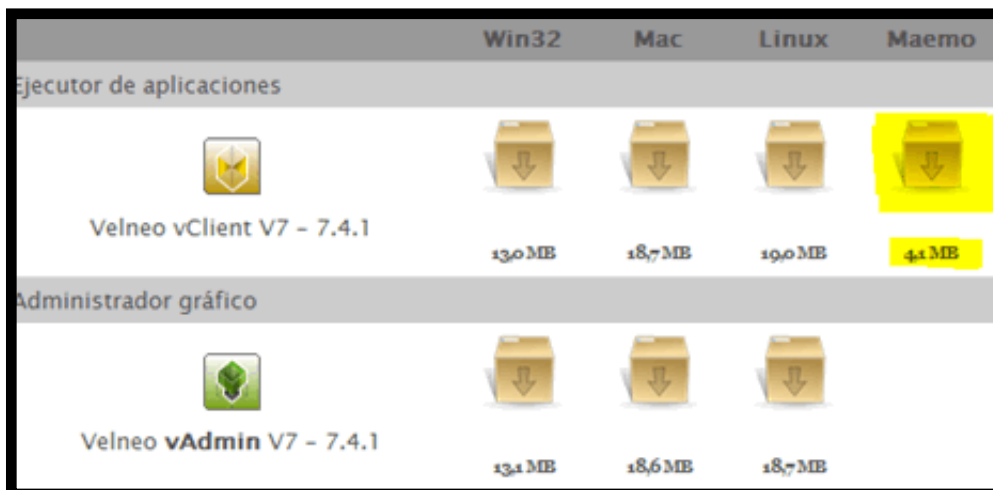 Win32 Mac Linux Maemo
Ejecutor de aplicaciones
Velneo vClient V7 – 7.4.1
13,0 MB 18,7 MB 19,0 MB 4,1 MB
Administrador gráfico
Velneo vAdmin V7 – 7.4.1
13,1 MB 18,6 MB 18,7 MB